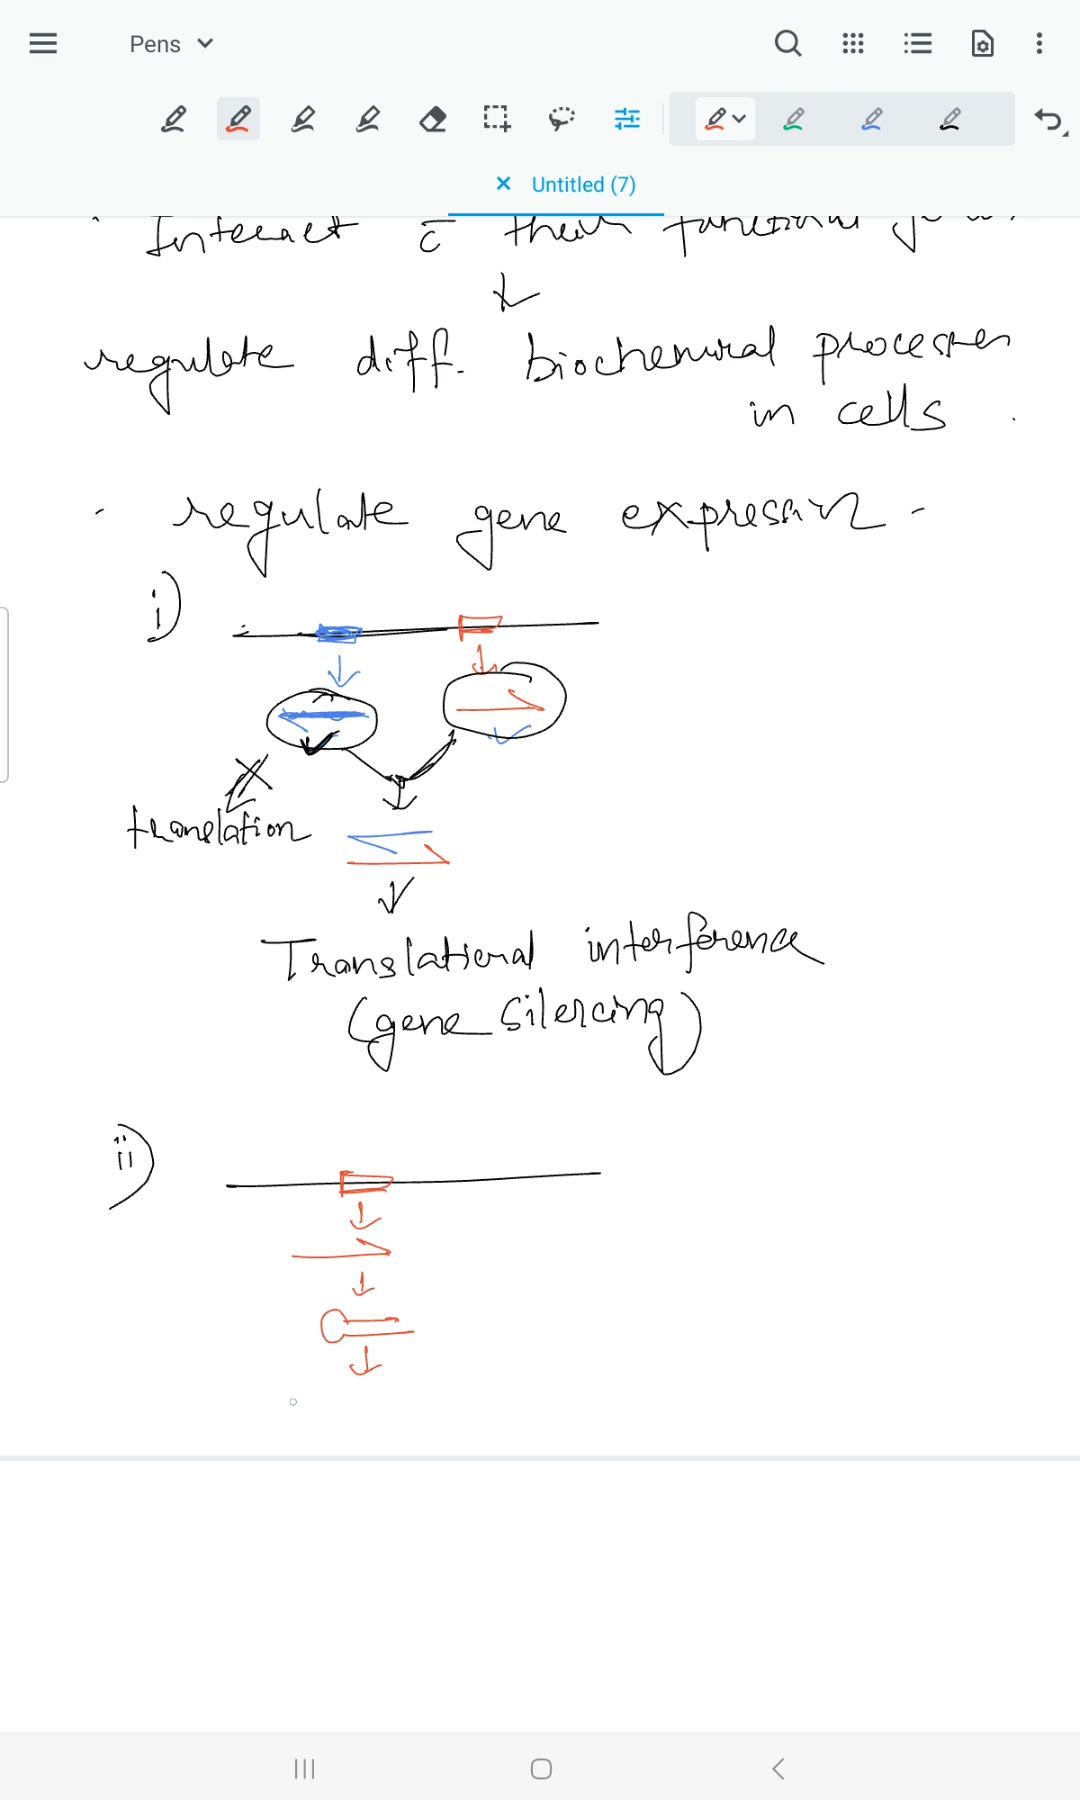 Pens
Untitled (7)
Interact c̄ their functional
regulate diff. biochemical processes
in cells.
- regulate gene expression -
i)
translation
Translational interference
(gene silencing)
ii)